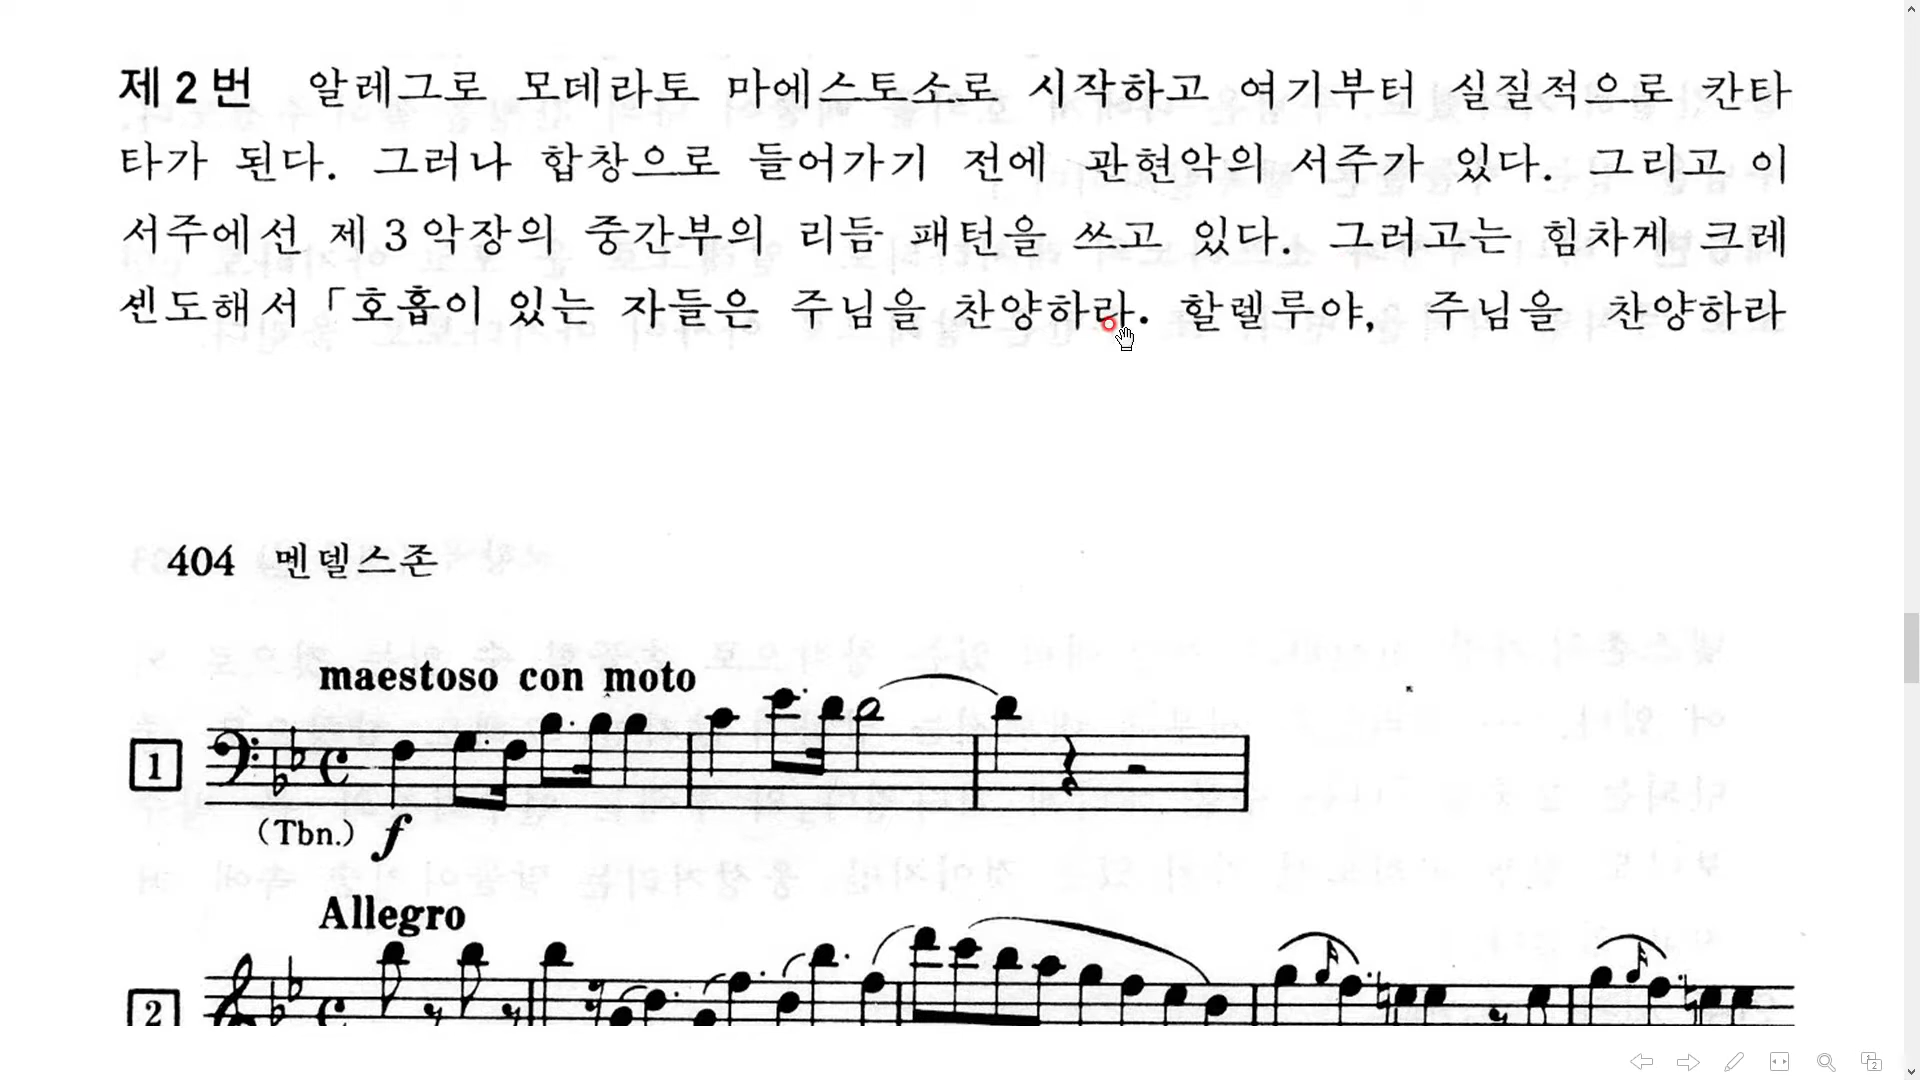 제 2 번 알레그로 모데라토 마에스토소로 시작하고 여기부터 실질적으로 칸타
타가 된다. 그러나 합창으로 들어가기 전에 관현악의 서주가 있다. 그리고 이
서주에선 제 3 악장의 중간부의 리듬 패턴을 쓰고 있다. 그러고는 힘차게 크레
센도해서 「호흡이 있는 자들은 주님을 찬양하라. 할렐루야, 주님을 찬양하라
404 멘델스존
maestoso con moto
1
(Tbn.) f
Allegro
2